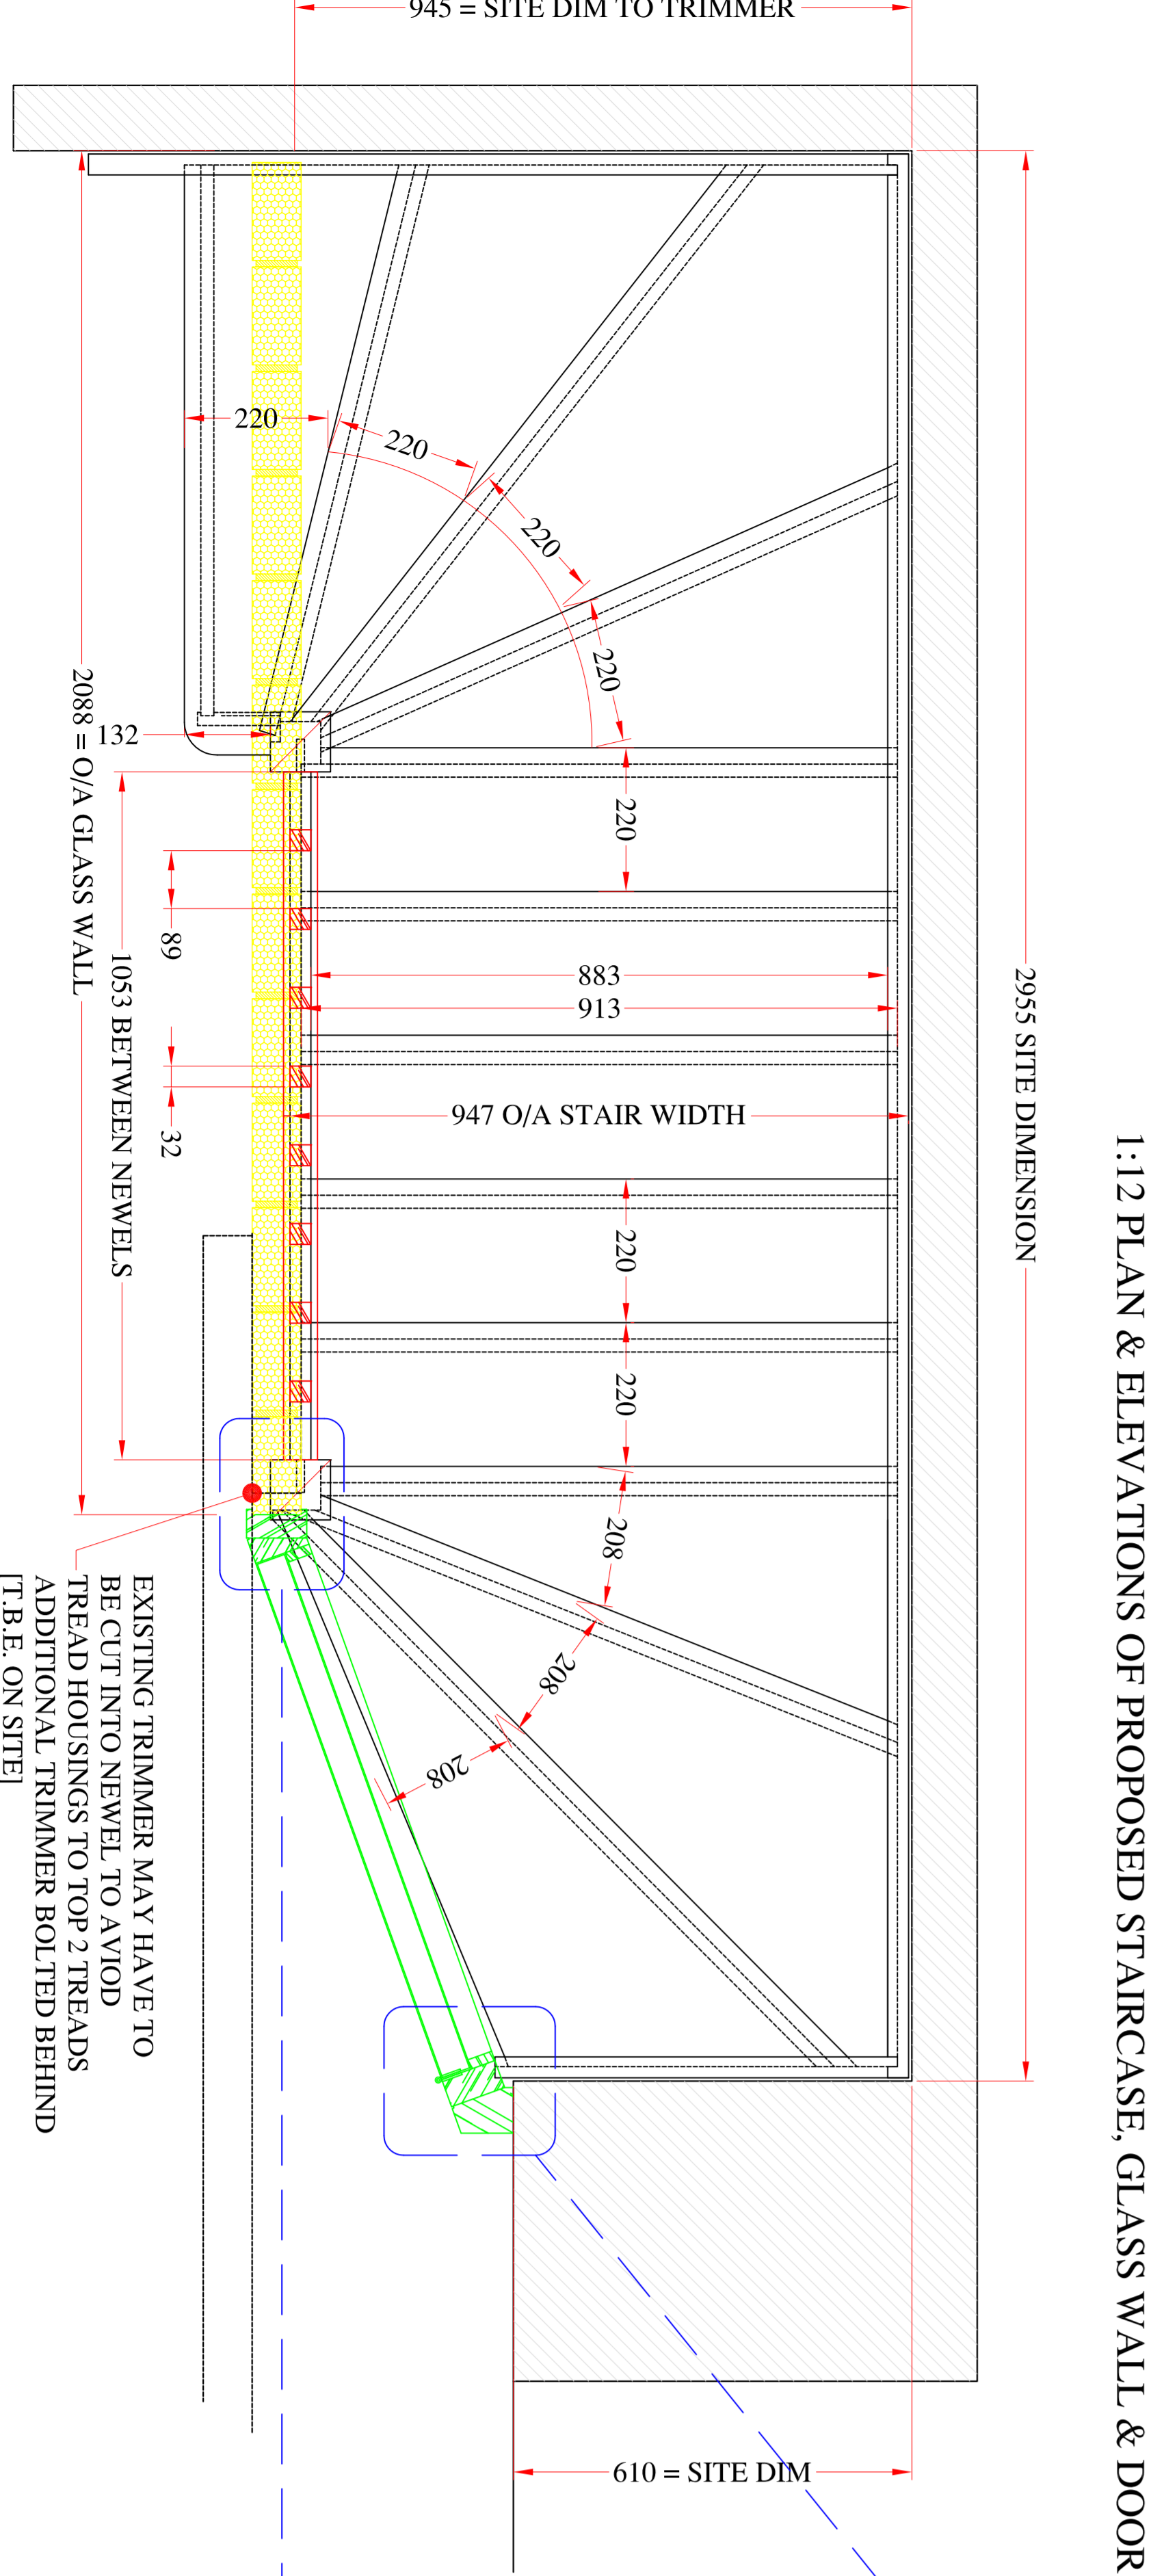 1:12 PLAN & ELEVATIONS OF PROPOSED STAIRCASE, GLASS WALL & DOOR
945 = SITE DIM TO TRIMMER
2955 SITE DIMENSION
220
220
220
220
220
883
913
947 O/A STAIR WIDTH
220
220
208
208
208
610 = SITE DIM
132
2088 = O/A GLASS WALL
89
1053 BETWEEN NEWELS
32
EXISTING TRIMMER MAY HAVE TO
BE CUT INTO NEWEL TO AVIOD
TREAD HOUSINGS TO TOP 2 TREADS
ADDITIONAL TRIMMER BOLTED BEHIND
[T.B.E. ON SITE]